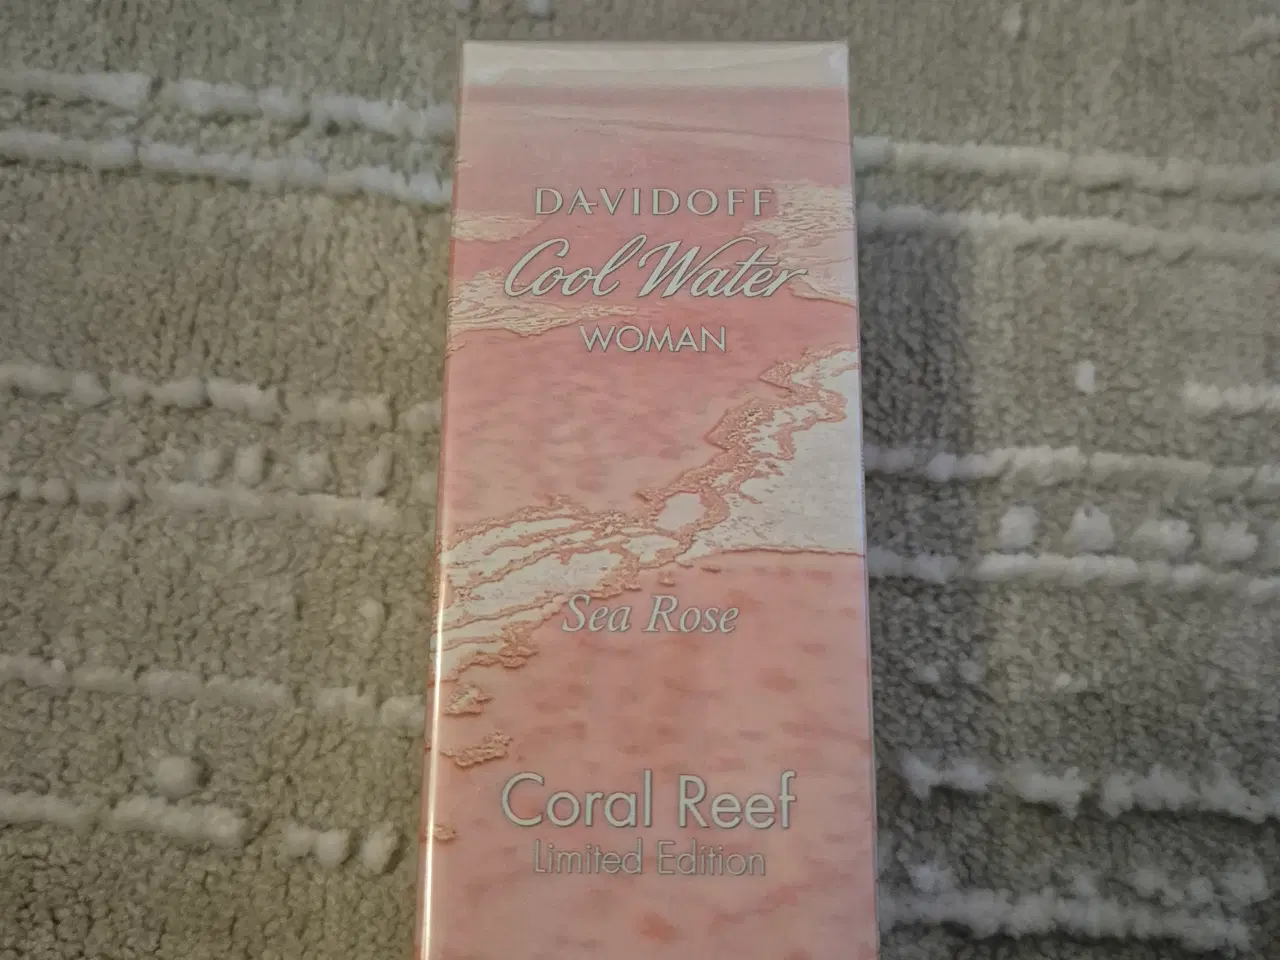 DAVIDOFF
Cool Water
WOMAN
Sea Rose
Coral Reef
Limited Edition